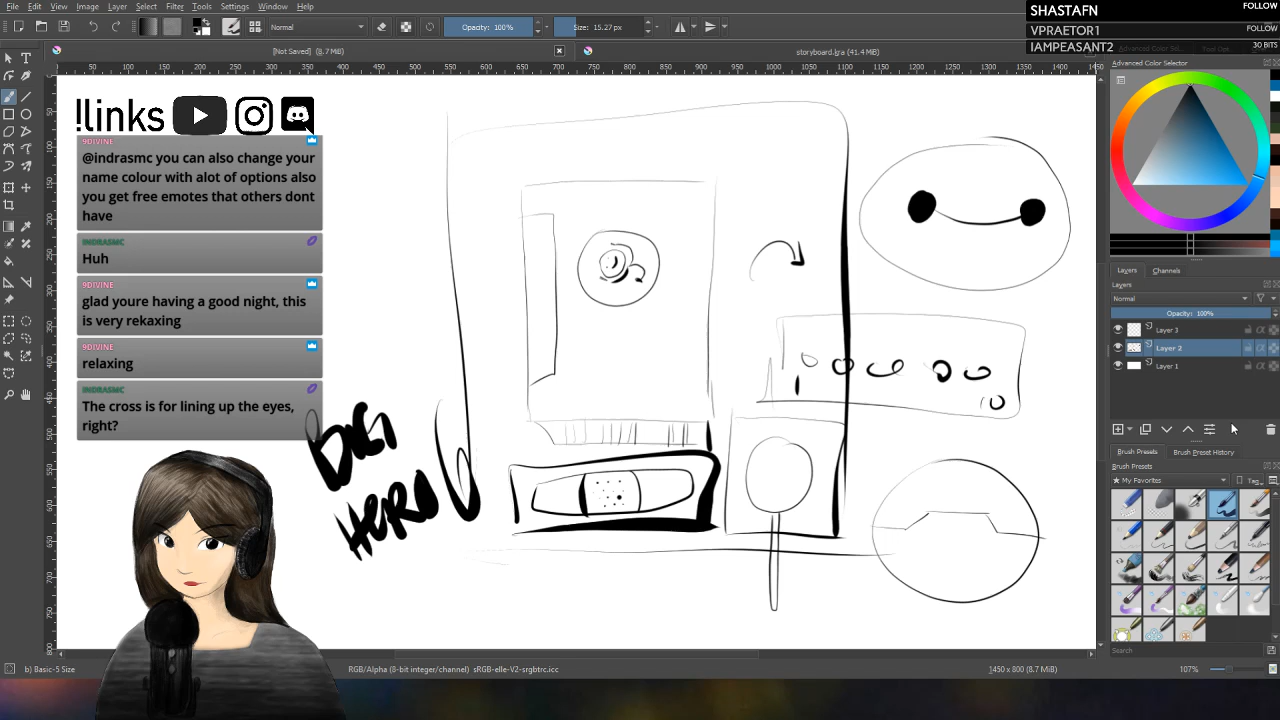 File Edit View Image Layer Select Filter Tools Settings Window Help
Normal
Opacity: 100%
Size: 15.27 px
SHASTAFN FOLLOW
VPRAETOR1 FOLLOW
IAMPEASANT2 30 BITS
[Not Saved] (8.7 MiB)
storyboard.kra (41.4 MiB)
Advanced Color Selector
!links
9DIVINE
@indrasmc you can also change your
name colour with alot of options also
you get free emotes that others dont
have
INDRASMC
Huh
9DIVINE
glad youre having a good night, this
is very rekaxing
9DIVINE
relaxing
INDRASMC
The cross is for lining up the eyes,
right?
BIG
HERO
Layers Channels
Layers
Normal
Opacity: 100%
Layer 3
Layer 2
Layer 1
Brush Presets Brush Preset History
Brush Presets
My Favorites
Tag
Search
b) Basic-5 Size
RGB/Alpha (8-bit integer/channel) sRGB-elle-V2-srgbtrc.icc
1450 x 800 (8.7 MiB)
107%